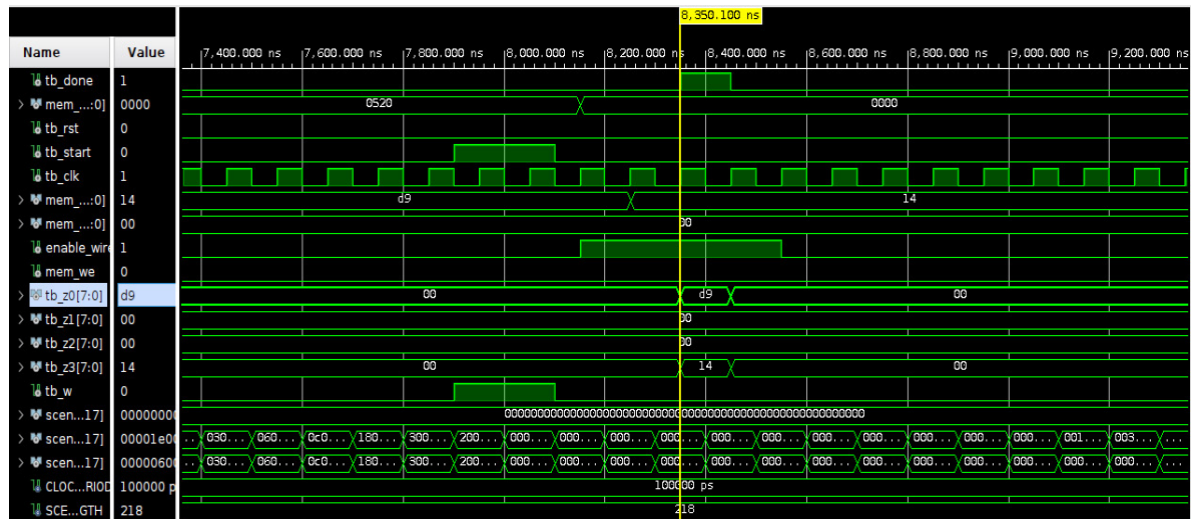 8,350.100 ns
Name Value 7,400.000 ns 7,600.000 ns 7,800.000 ns 8,000.000 ns 8,200.000 ns 8,400.000 ns 8,600.000 ns 8,800.000 ns 9,000.000 ns 9,200.000 ns
tb_done 1
mem_...:0] 0000 0520 0000
tb_rst 0
tb_start 0
tb_clk 1
mem_...:0] 14 d9 14
mem_...:0] 00 00
enable_wire 1
mem_we 0
tb_z0[7:0] d9 00 d9 00
tb_z1[7:0] 00 00
tb_z2[7:0] 00 00
tb_z3[7:0] 14 00 14 00
tb_w 0
scen...17] 00000000
scen...17] 00001e00 030... 060... 0c0... 180... 300... 200... 000... 000... 000... 000... 000... 000... 000... 000... 000... 000... 000... 001... 003...
scen...17] 00000600 030... 060... 0c0... 180... 300... 200... 000... 000... 000... 000... 000... 000... 000... 000... 000... 000... 000... 000... 000...
CLOC...RIOD 100000 p 100000 ps
SCE...GTH 218 218